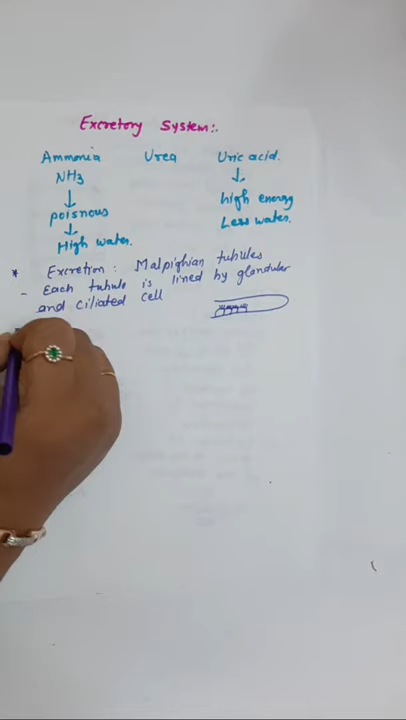 Excretory System:.
Ammonia Urea Uric acid.
NH3 ↓
↓ high energy
poisnous Less water.
↓
High water.
* Excretion : Malpighian tubules
- Each tubule is lined by glandular
and ciliated cell